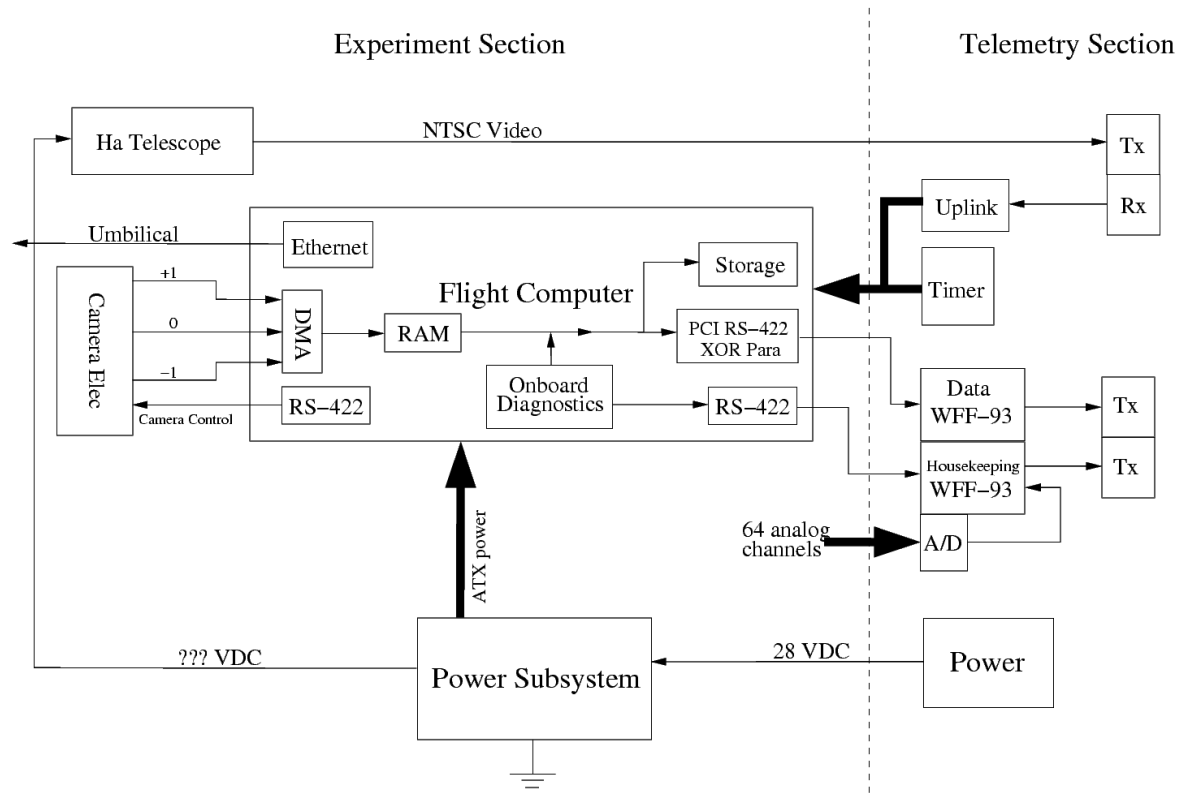 Experiment Section
Telemetry Section
Ha Telescope
NTSC Video
Tx
Uplink
Rx
Umbilical
Ethernet
Storage
Timer
Camera Elec
+1
0
−1
DMA
Flight Computer
RAM
PCI RS−422
XOR Para
Onboard
Diagnostics
RS−422
Camera Control
RS−422
Data
WFF−93
Tx
Housekeeping
WFF−93
Tx
64 analog
channels
A/D
ATX power
??? VDC
Power Subsystem
28 VDC
Power